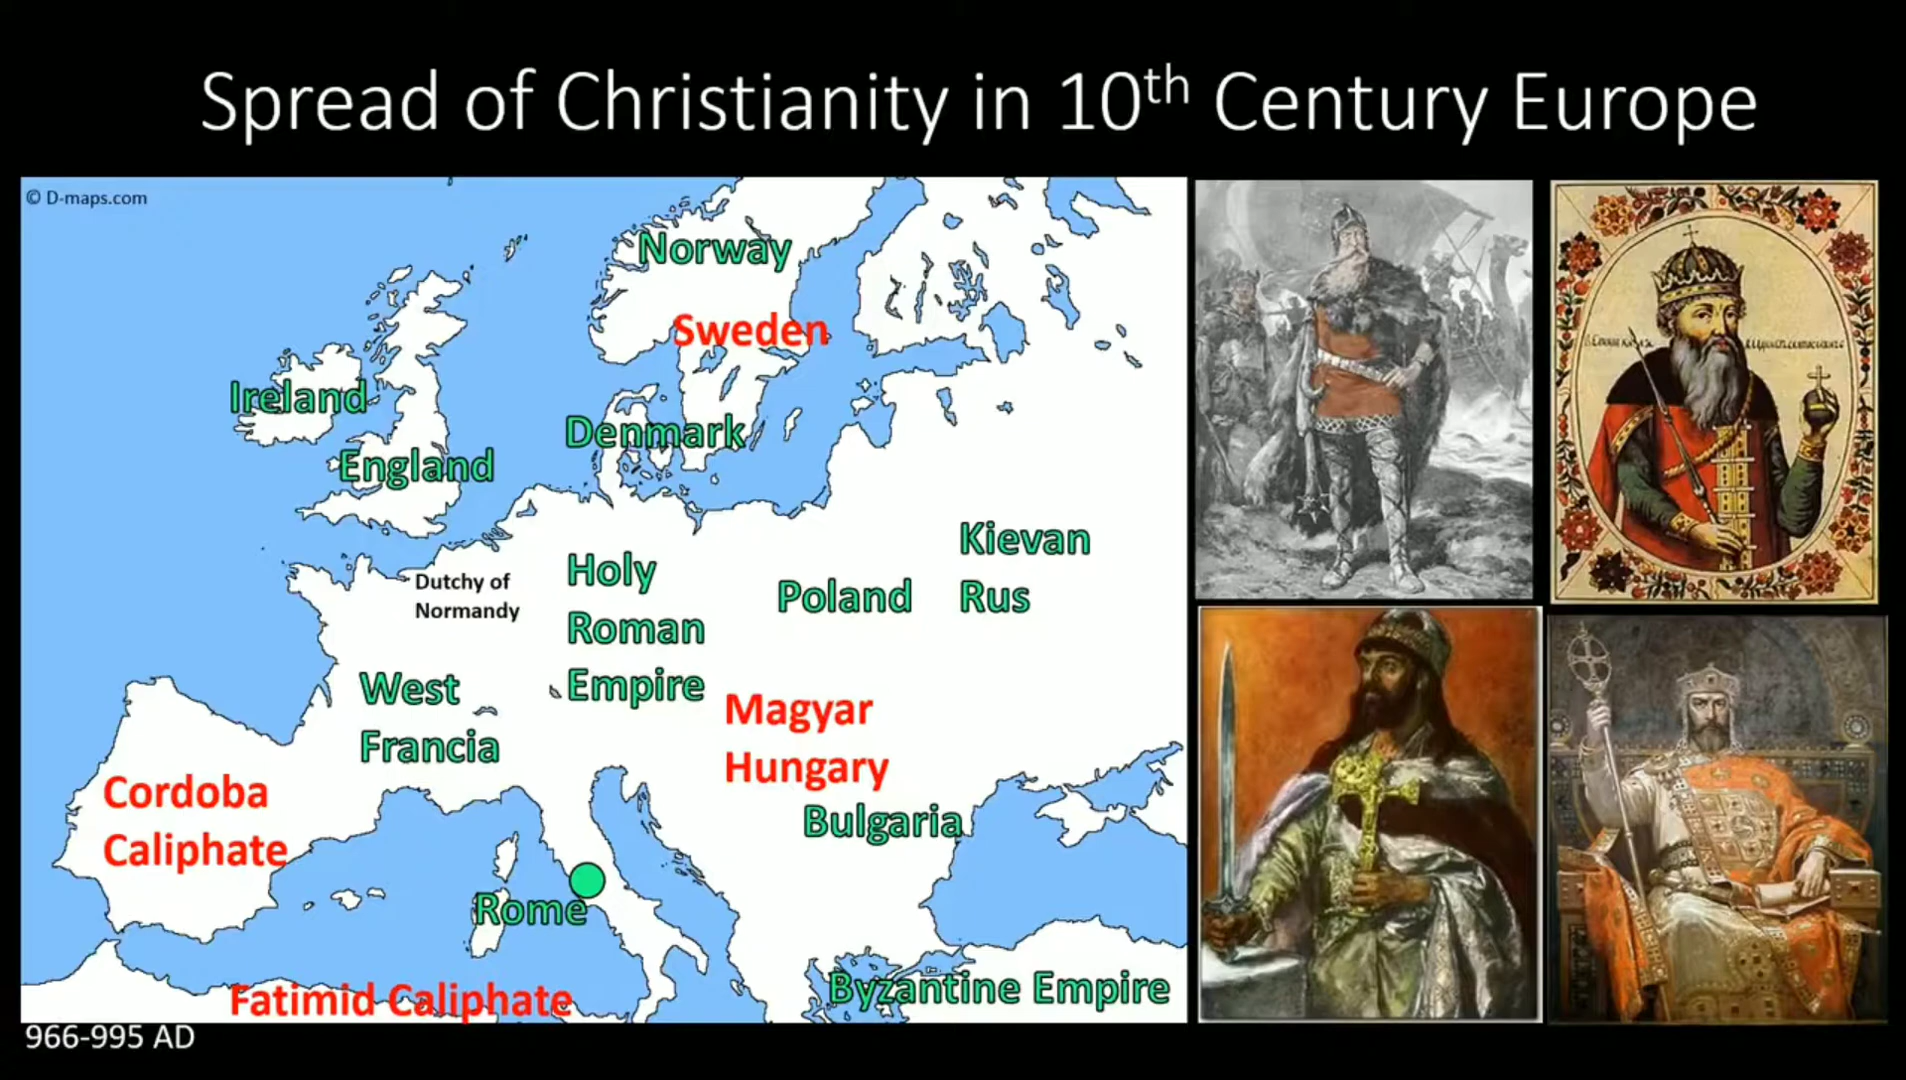 Spread of Christianity in 10th Century Europe
© D-maps.com
Norway
Sweden
Ireland
Denmark
England
Kievan
Rus
Holy
Roman
Empire
Poland
Dutchy of
Normandy
West
Francia
Magyar
Hungary
Cordoba
Caliphate
Bulgaria
Rome
Byzantine Empire
Fatimid Caliphate
966-995 AD